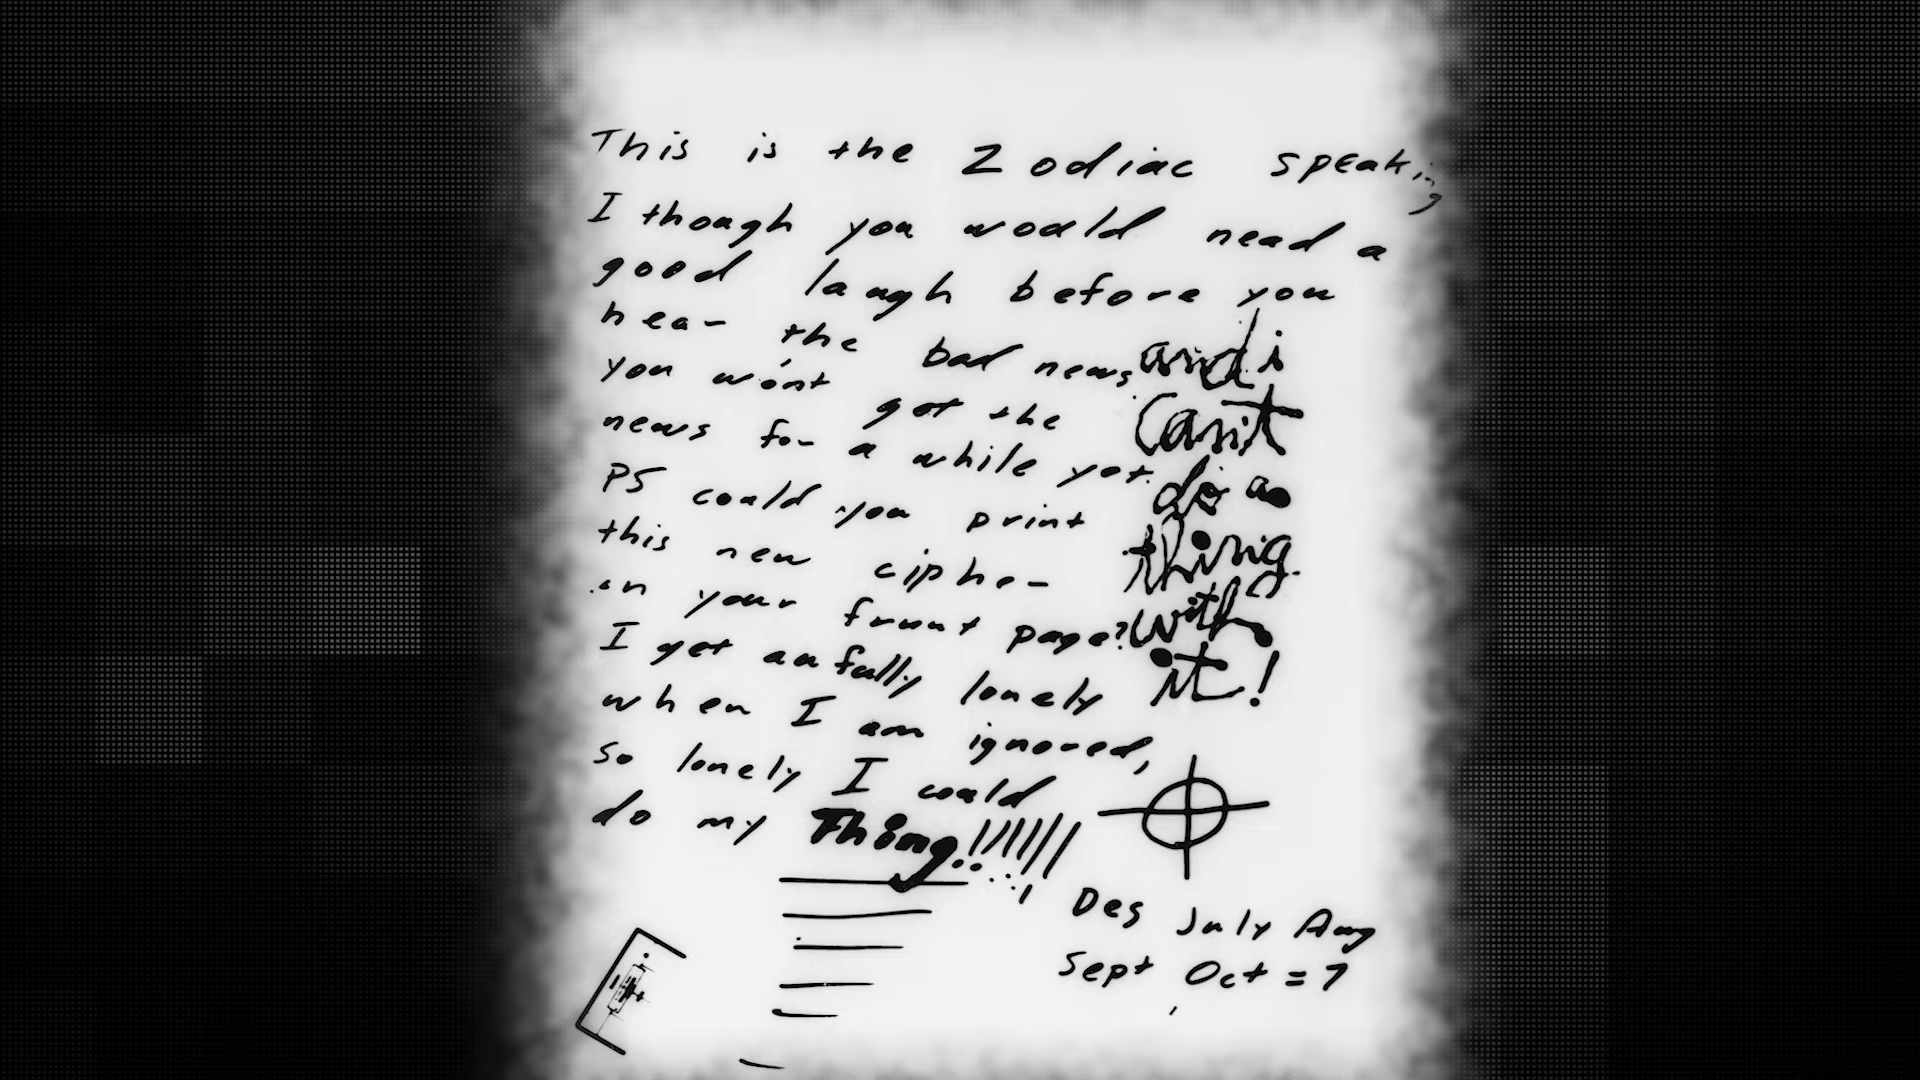 This is the Zodiac speaking
I though you would nead a
good laugh before you
hear the bad news.
you won't get the
news for a while yet.
PS could you print
this new cipher
on your frunt page?
I get awfully lonely
when I am ignored,
so lonely I could
do my Thing!!!!!!
and i
Can't
do a
thing
with
it!
Des July Aug
Sept Oct = 7